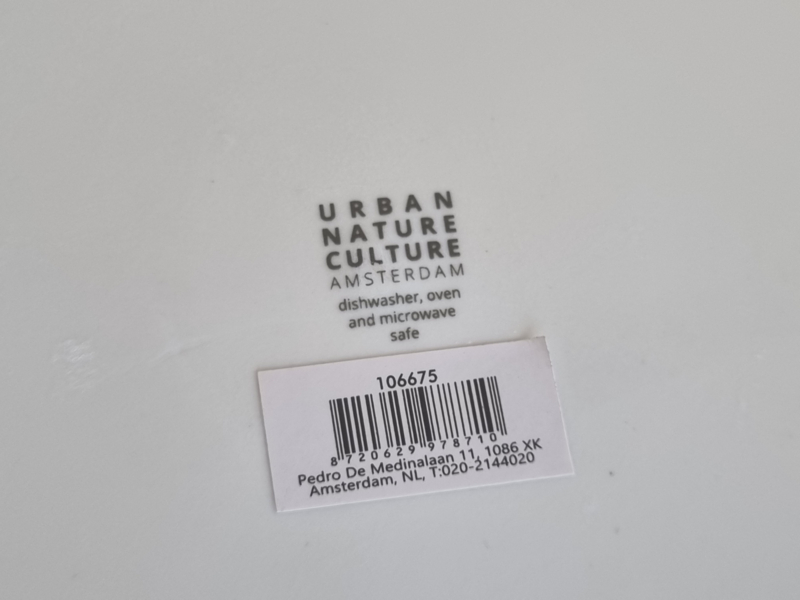 URBAN
NATURE
CULTURE
AMSTERDAM
dishwasher, oven
and microwave
safe
106675
8720629978710
Pedro De Medinalaan 11, 1086 XK
Amsterdam, NL, T:020-2144020